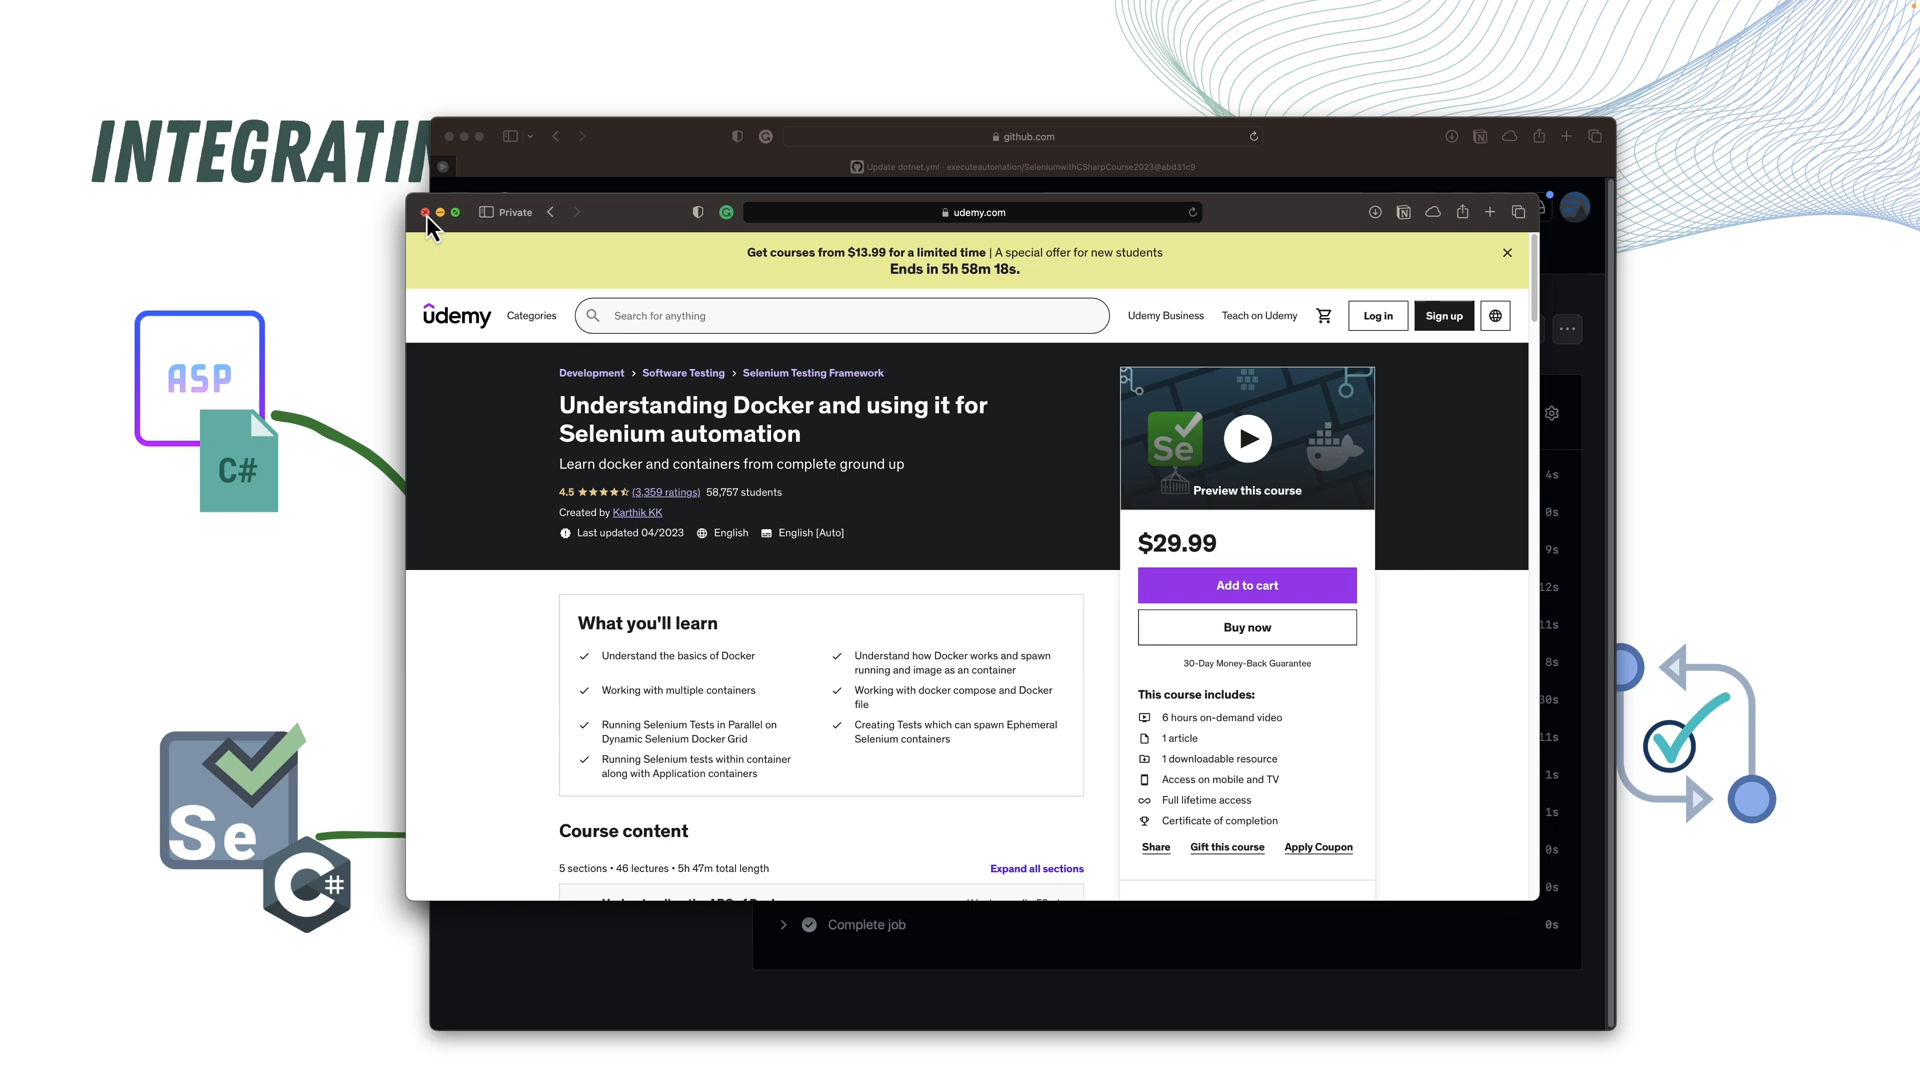 INTEGRATIN
github.com
Update dotnet.yml · executeautomation/SeleniumwithCSharpCourse2023@abd31c9
Private
udemy.com
Get courses from $13.99 for a limited time | A special offer for new students
Ends in 5h 58m 18s.
ûdemy
Categories
Search for anything
Udemy Business
Teach on Udemy
Log in
Sign up
Development > Software Testing > Selenium Testing Framework
Understanding Docker and using it for
Selenium automation
Learn docker and containers from complete ground up
4.5 (3,359 ratings) 58,757 students
Created by Karthik KK
Last updated 04/2023 English English [Auto]
Se
Preview this course
$29.99
Add to cart
Buy now
30-Day Money-Back Guarantee
This course includes:
6 hours on-demand video
1 article
1 downloadable resource
Access on mobile and TV
Full lifetime access
Certificate of completion
Share
Gift this course
Apply Coupon
What you'll learn
Understand the basics of Docker
Understand how Docker works and spawn
running and image as an container
Working with multiple containers
Working with docker compose and Docker
file
Running Selenium Tests in Parallel on
Dynamic Selenium Docker Grid
Creating Tests which can spawn Ephemeral
Selenium containers
Running Selenium tests within container
along with Application containers
Course content
5 sections • 46 lectures • 5h 47m total length
Expand all sections
ASP
C#
Se
C#
4s
0s
9s
12s
11s
8s
30s
11s
1s
1s
0s
0s
Complete job
0s